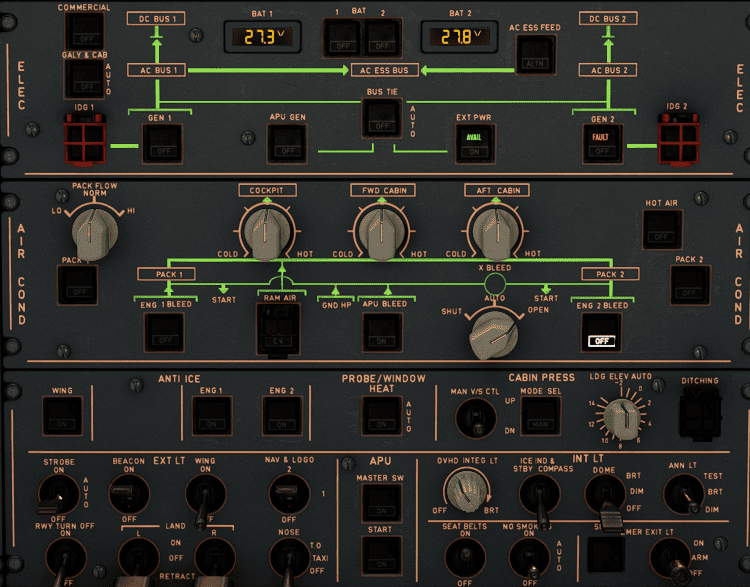 COMMERCIAL
OFF
DC BUS 1
BAT 1
27.3 V
1 BAT 2
OFF OFF
BAT 2
27.8 V
DC BUS 2
AC ESS FEED
ALTN
GALY & CAB
OFF
AUTO
AC BUS 1
AC ESS BUS
AC BUS 2
ELEC
ELEC
IDG 1
GEN 1
OFF
APU GEN
OFF
BUS TIE
OFF
AUTO
EXT PWR
AVAIL
ON
GEN 2
FAULT
OFF
IDG 2
PACK FLOW
NORM
LO HI
COCKPIT
COLD HOT
FWD CABIN
COLD HOT
AFT CABIN
COLD HOT
HOT AIR
OFF
AIR COND
AIR COND
PACK
OFF
PACK 1
X BLEED
AUTO
SHUT OPEN
PACK 2
PACK 2
OFF
ENG 1 BLEED
OFF
START
RAM AIR
ON
GND HP
APU BLEED
ON
START
ENG 2 BLEED
OFF
WING
ON
ANTI ICE
ENG 1
ON
ENG 2
ON
PROBE/WINDOW
HEAT
ON
AUTO
CABIN PRESS
MAN V/S CTL
UP
DN
MODE SEL
MAN
LDG ELEV AUTO
-2
0
2
4
6
8
10
12
14
DITCHING
EXT LT
STROBE
ON
AUTO
OFF
BEACON
ON
OFF
WING
ON
OFF
NAV & LOGO
2
1
OFF
RWY TURN OFF
ON
OFF
LAND
L R
ON
OFF
RETRACT
NOSE
TO
TAXI
OFF
APU
MASTER SW
ON
START
ON
INT LT
OVHD INTEG LT
OFF BRT
ICE IND &
STBY COMPASS
ON
OFF
DOME
BRT
DIM
OFF
ANN LT
TEST
BRT
DIM
SEAT BELTS
ON
OFF
NO SMOKING
ON
AUTO
OFF
MER EXIT LT
ON
ARM
OFF